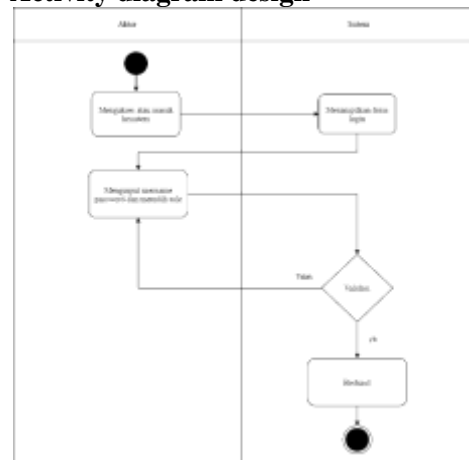 Activity diagram design
Aktor
Sistem
Mengakses atau masuk
Menampilkan form
login
Menginput username
password dan memilih role
Tidak
Validasi
ya
Berhasil